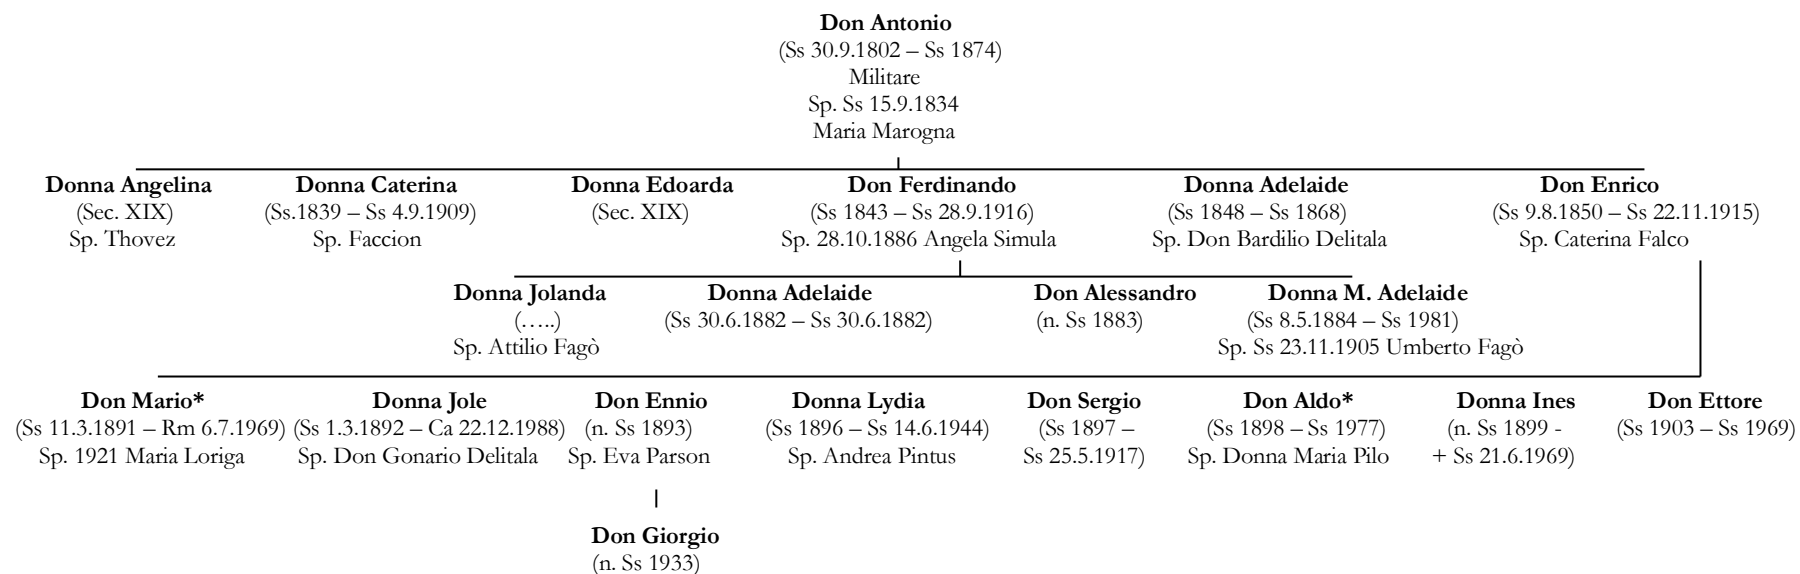 Don Antonio
(Ss 30.9.1802 – Ss 1874)
Militare
Sp. Ss 15.9.1834
Maria Marogna
Donna Angelina
(Sec. XIX)
Sp. Thovez
Donna Caterina
(Ss.1839 – Ss 4.9.1909)
Sp. Faccion
Donna Edoarda
(Sec. XIX)
Don Ferdinando
(Ss 1843 – Ss 28.9.1916)
Sp. 28.10.1886 Angela Simula
Donna Adelaide
(Ss 1848 – Ss 1868)
Sp. Don Bardilio Delitala
Don Enrico
(Ss 9.8.1850 – Ss 22.11.1915)
Sp. Caterina Falco
Donna Jolanda
(…..)
Sp. Attilio Fagò
Donna Adelaide
(Ss 30.6.1882 – Ss 30.6.1882)
Don Alessandro
(n. Ss 1883)
Donna M. Adelaide
(Ss 8.5.1884 – Ss 1981)
Sp. Ss 23.11.1905 Umberto Fagò
Don Mario*
(Ss 11.3.1891 – Rm 6.7.1969)
Sp. 1921 Maria Loriga
Donna Jole
(Ss 1.3.1892 – Ca 22.12.1988)
Sp. Don Gonario Delitala
Don Ennio
(n. Ss 1893)
Sp. Eva Parson
Donna Lydia
(Ss 1896 – Ss 14.6.1944)
Sp. Andrea Pintus
Don Sergio
(Ss 1897 –
Ss 25.5.1917)
Don Aldo*
(Ss 1898 – Ss 1977)
Sp. Donna Maria Pilo
Donna Ines
(n. Ss 1899 -
+ Ss 21.6.1969)
Don Ettore
(Ss 1903 – Ss 1969)
Don Giorgio
(n. Ss 1933)